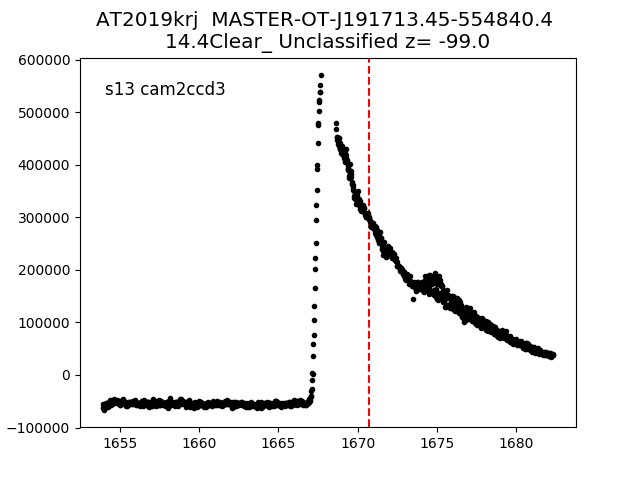 AT2019krj  MASTER-OT-J191713.45-554840.4
14.4Clear_ Unclassified z= -99.0
s13 cam2ccd3
600000
500000
400000
300000
200000
100000
0
−100000
1655 1660 1665 1670 1675 1680